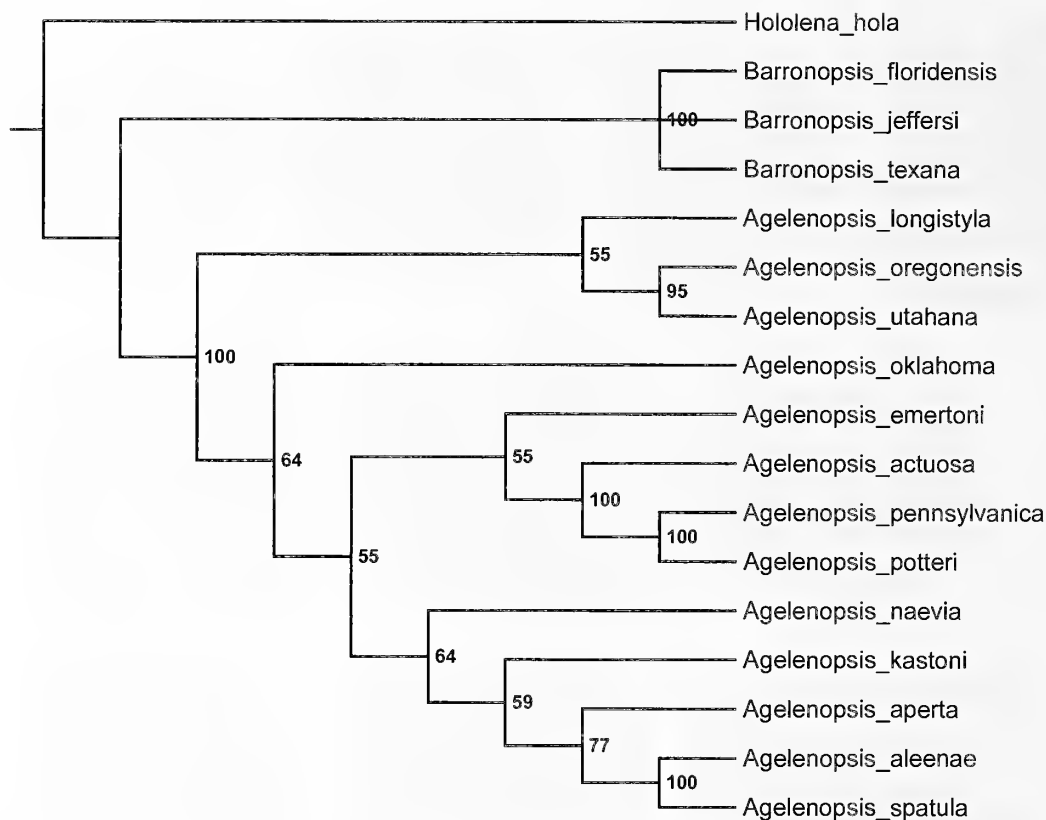 Hololena_hola
Barronopsis_floridensis
100
Barronopsis_jeffersi
Barronopsis_texana
Agelenopsis_longistyla
55
Agelenopsis_oregonensis
95
Agelenopsis_utahana
100
Agelenopsis_oklahoma
Agelenopsis_emertoni
64
55
Agelenopsis_actuosa
100
Agelenopsis_pennsylvanica
100
55
Agelenopsis_potteri
Agelenopsis_naevia
64
Agelenopsis_kastoni
59
Agelenopsis_aperta
77
Agelenopsis_aleenae
100
Agelenopsis_spatula